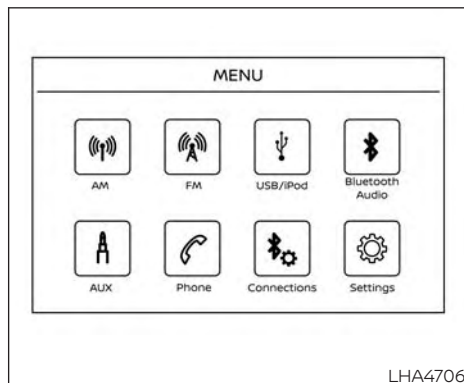 MENU
AM FM USB/iPod Bluetooth
Audio
AUX Phone Connections Settings
LHA4706